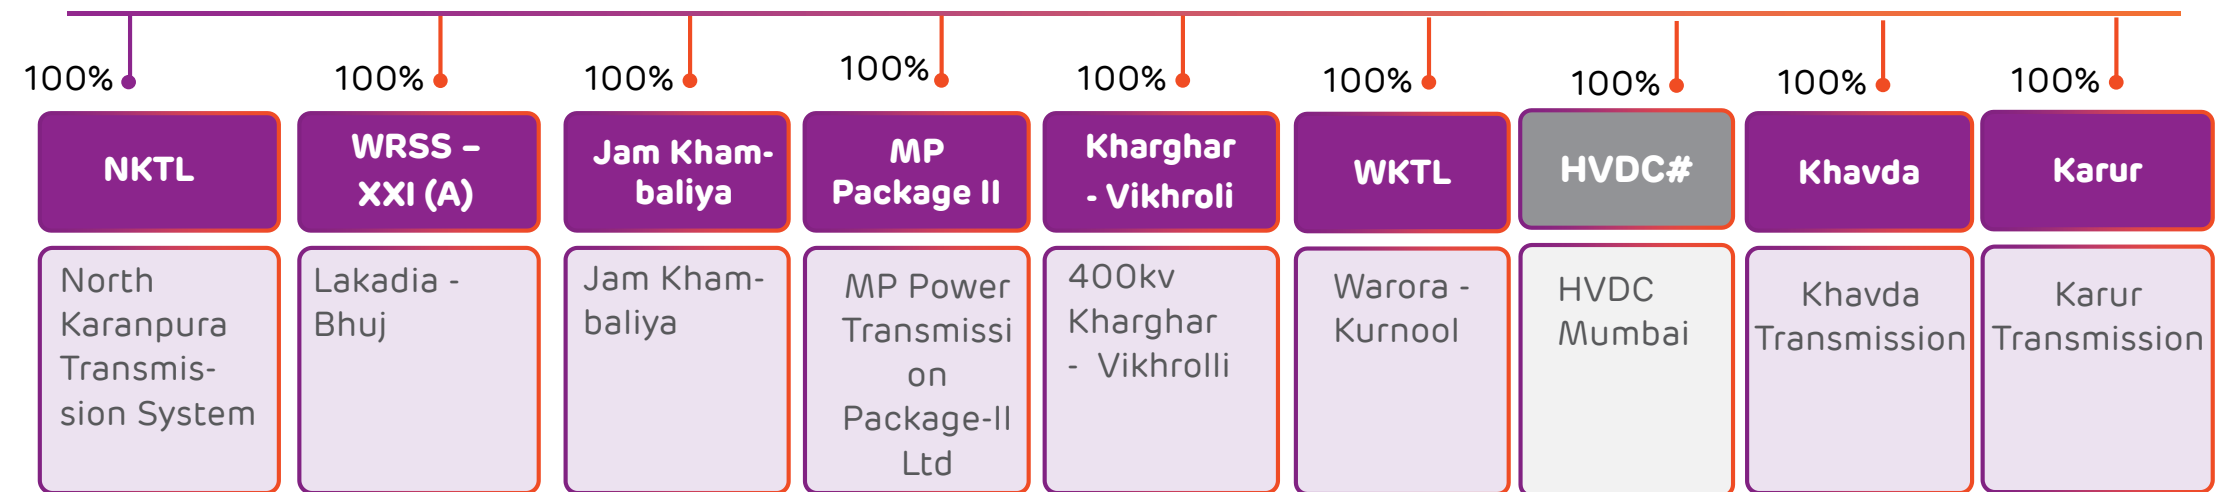 100%
100%
100%
100%
100%
100%
100%
100%
100%
NKTL
WRSS –
XXI (A)
Jam Kham-
baliya
MP
Package II
Kharghar
- Vikhroli
WKTL
HVDC#
Khavda
Karur
North
Karanpura
Transmis-
sion System
Lakadia -
Bhuj
Jam Kham-
baliya
MP Power
Transmissi
on
Package-II
Ltd
400kv
Kharghar
- Vikhrolli
Warora -
Kurnool
HVDC
Mumbai
Khavda
Transmission
Karur
Transmission